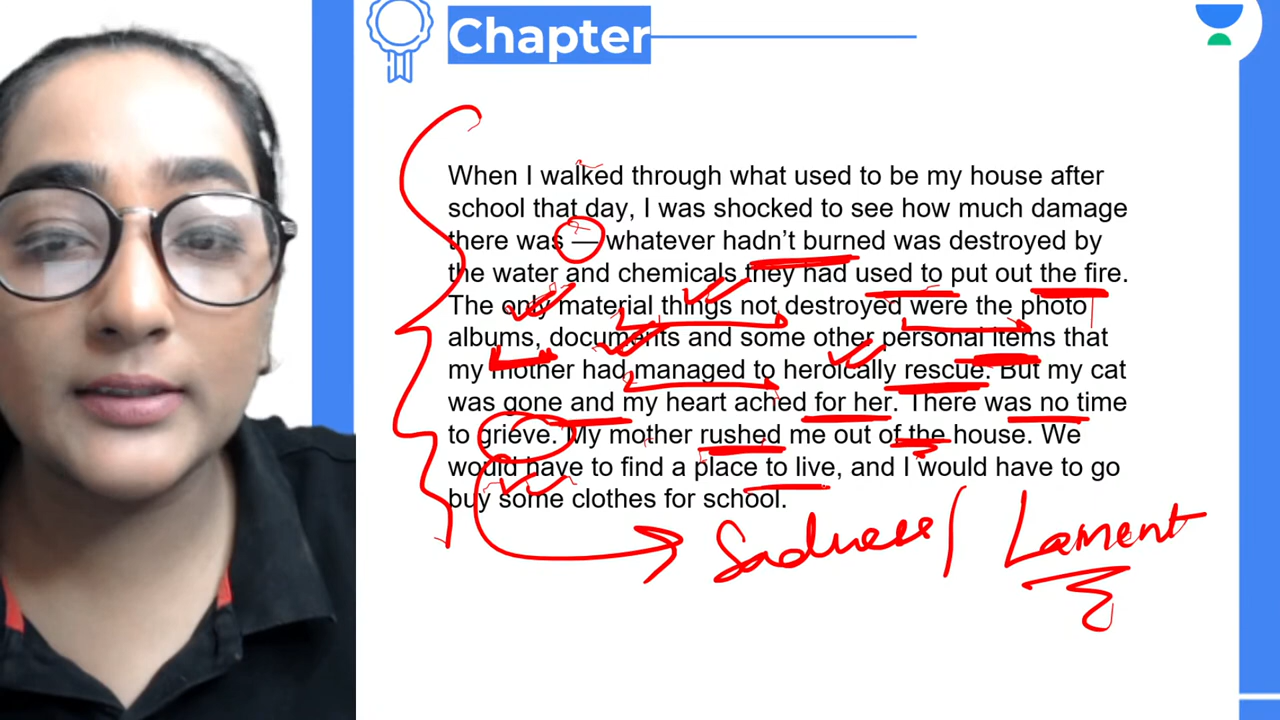 Chapter
When I walked through what used to be my house after
school that day, I was shocked to see how much damage
there was — whatever hadn't burned was destroyed by
the water and chemicals they had used to put out the fire.
The only material things not destroyed were the photo
albums, documents and some other personal items that
my mother had managed to heroically rescue. But my cat
was gone and my heart ached for her. There was no time
to grieve. My mother rushed me out of the house. We
would have to find a place to live, and I would have to go
buy some clothes for school.
Sadness / Lament